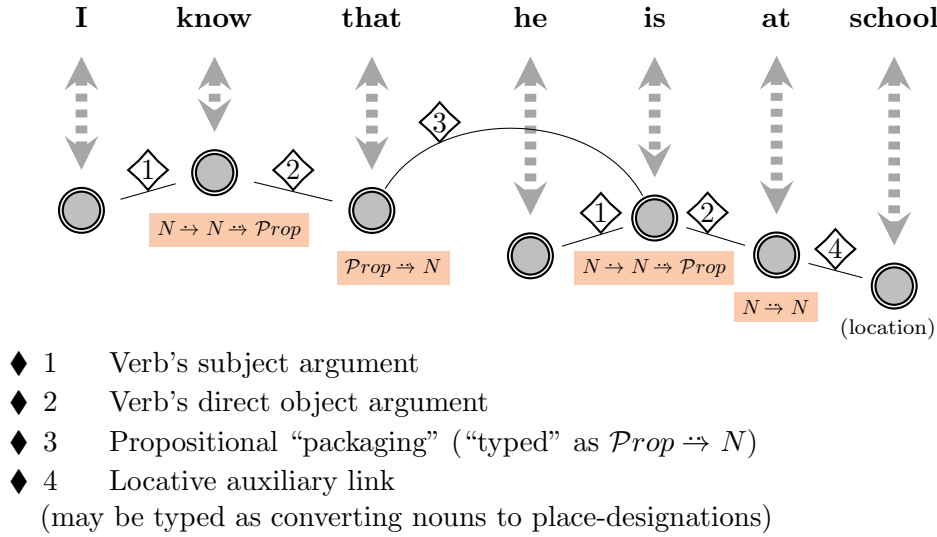 I know that he is at school
3
1 2 1 2 4
N → N → Prop
Prop → N
N → N → Prop
N → N
(location)
♦ 1 Verb's subject argument
♦ 2 Verb's direct object argument
♦ 3 Propositional “packaging” (“typed” as Prop → N)
♦ 4 Locative auxiliary link
(may be typed as converting nouns to place-designations)